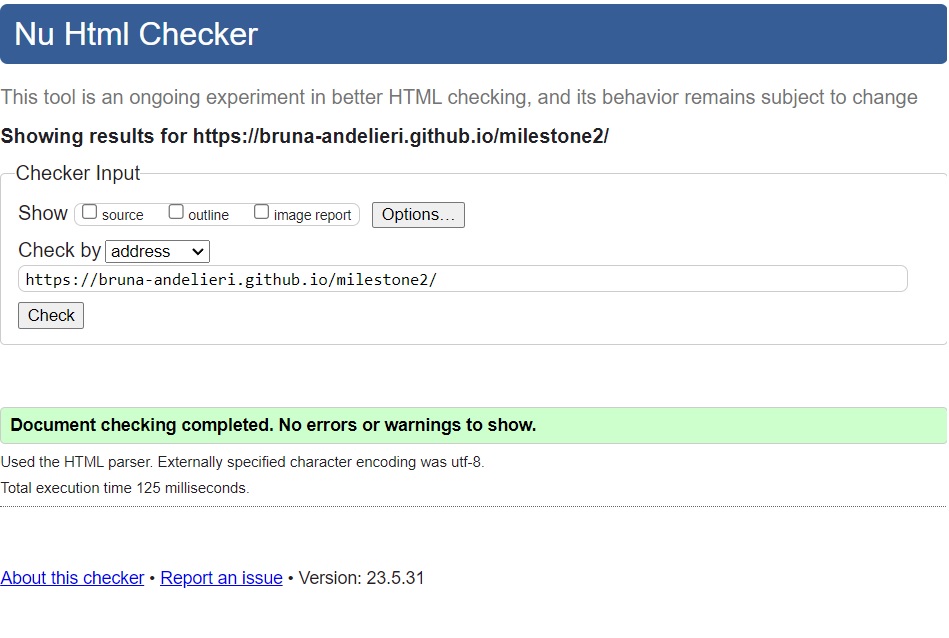 Nu Html Checker
This tool is an ongoing experiment in better HTML checking, and its behavior remains subject to change
Showing results for https://bruna-andelieri.github.io/milestone2/
Checker Input
Show source outline image report Options...
Check by address
https://bruna-andelieri.github.io/milestone2/
Check
Document checking completed. No errors or warnings to show.
Used the HTML parser. Externally specified character encoding was utf-8.
Total execution time 125 milliseconds.
About this checker • Report an issue • Version: 23.5.31